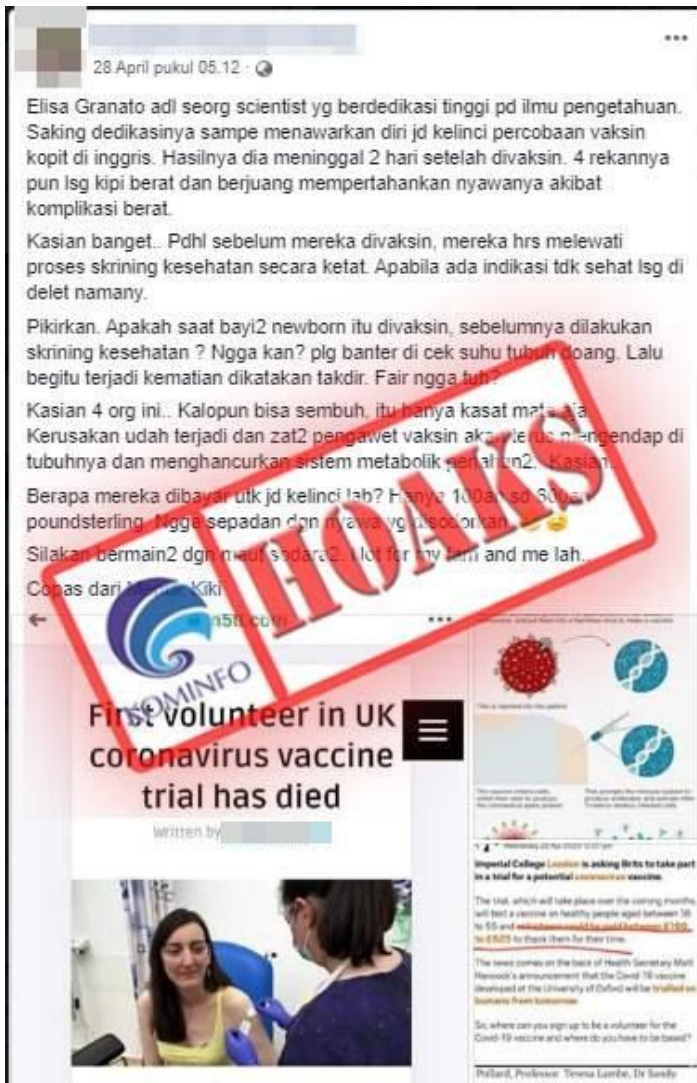 28 April pukul 05.12 ·
Elisa Granato adl seorg scientist yg berdedikasi tinggi pd ilmu pengetahuan.
Saking dedikasinya sampe menawarkan diri jd kelinci percobaan vaksin
kopit di inggris. Hasilnya dia meninggal 2 hari setelah divaksin. 4 rekannya
pun lsg kipi berat dan berjuang mempertahankan nyawanya akibat
komplikasi berat.
Kasian banget.. Pdhl sebelum mereka divaksin, mereka hrs melewati
proses skrining kesehatan secara ketat. Apabila ada indikasi tdk sehat lsg di
delet namany.
Pikirkan. Apakah saat bayi2 newborn itu divaksin, sebelumnya dilakukan
skrining kesehatan ? Ngga kan? plg banter di cek suhu tubuh doang. Lalu
begitu terjadi kematian dikatakan takdir. Fair ngga tuh?
Kasian 4 org ini.. Kalopun bisa sembuh, itu hanya kasat mata aja.
Kerusakan udah terjadi dan zat2 pengawet vaksin mengendap di
tubuhnya dan menghancurkan sistem metabolik Kasian
Berapa mereka dibayar utk jd kelinci lab? Hanya 100an sd
poundsterling. Ngga sepadan dgn nyawa yg
Silakan bermain2 dgn my fam and me lah.
Copas dari Kiki
HOAKS
KOMINFO
First volunteer in UK
coronavirus vaccine
trial has died
written by
This is injected into the patient
Imperial College London is asking Brits to take part
in a trial for a potential coronavirus vaccine.
The trial, which will take place over the coming months,
will test a vaccine on healthy people aged between 18
to 55 and volunteers could be paid between
to £625 to thank them for their time.
The news comes on the back of Health Secretary Matt
Hancock's announcement that the Covid-19 vaccine
developed at the University of Oxford will be trialled on
humans from tomorrow.
So, where can you sign up to be a volunteer for the
Covid-19 vaccine and where do you have to be based?
Pollard, Professor Teresa Lambe, Dr Sandy